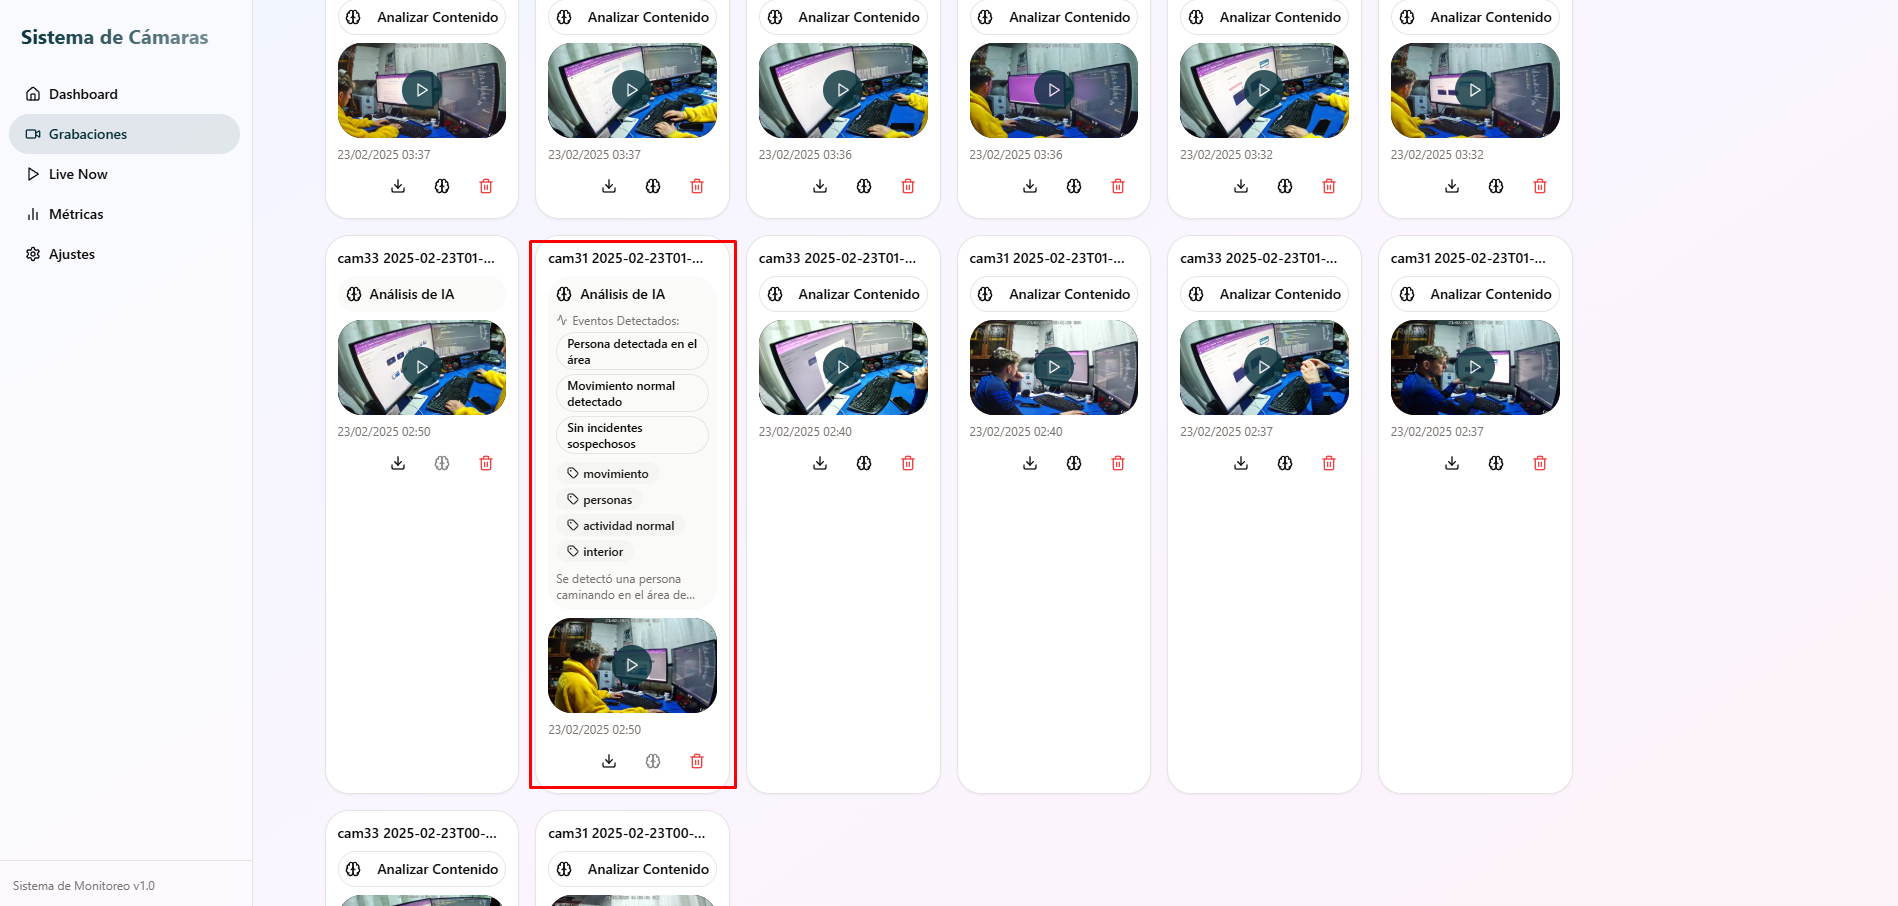 Sistema de Cámaras
Dashboard
Grabaciones
Live Now
Métricas
Ajustes
Sistema de Monitoreo v1.0
Analizar Contenido
Analizar Contenido
Analizar Contenido
Analizar Contenido
Analizar Contenido
Analizar Contenido
23/02/2025 03:37
23/02/2025 03:37
23/02/2025 03:36
23/02/2025 03:36
23/02/2025 03:32
23/02/2025 03:32
cam33 2025-02-23T01-...
Análisis de IA
23/02/2025 02:50
cam31 2025-02-23T01-...
Análisis de IA
Eventos Detectados:
Persona detectada en el
área
Movimiento normal
detectado
Sin incidentes
sospechosos
movimiento
personas
actividad normal
interior
Se detectó una persona
caminando en el área de...
23/02/2025 02:50
cam33 2025-02-23T01-...
Analizar Contenido
23/02/2025 02:40
cam31 2025-02-23T01-...
Analizar Contenido
23/02/2025 02:40
cam33 2025-02-23T01-...
Analizar Contenido
23/02/2025 02:37
cam31 2025-02-23T01-...
Analizar Contenido
23/02/2025 02:37
cam33 2025-02-23T00-...
Analizar Contenido
cam31 2025-02-23T00-...
Analizar Contenido